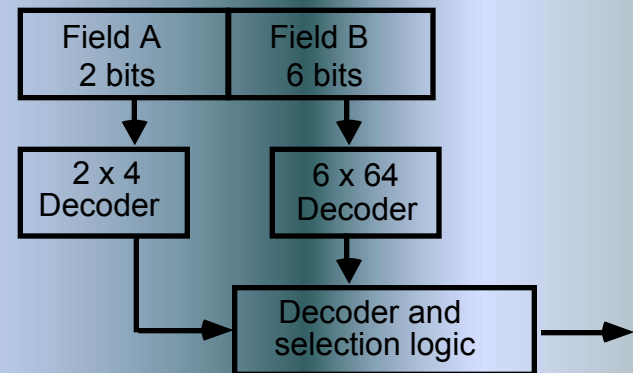 Field A
2 bits
Field B
6 bits
2 x 4
Decoder
6 x 64
Decoder
Decoder and
selection logic